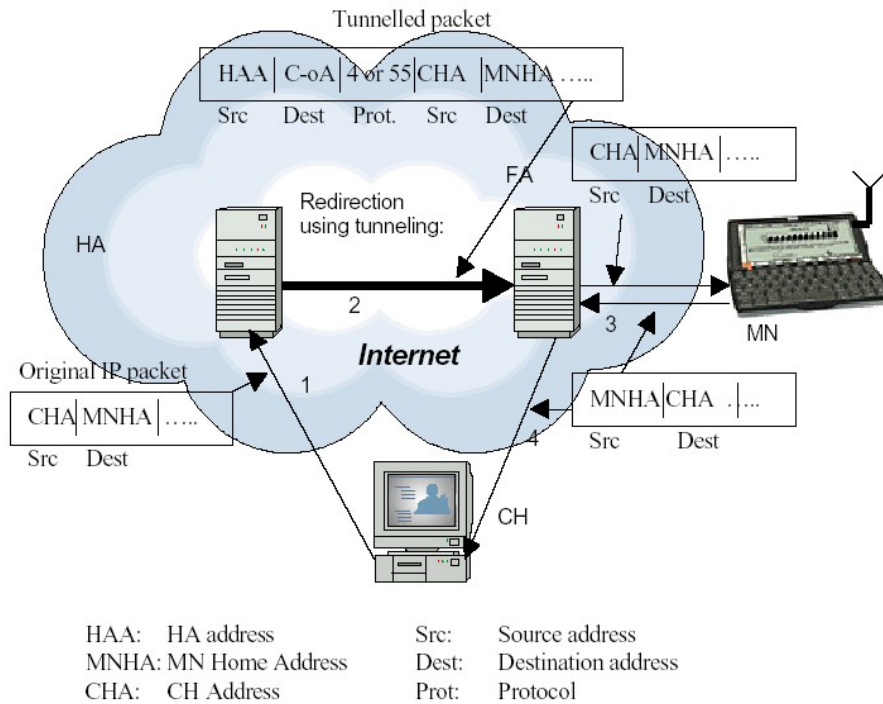 Tunnelled packet
HAA C-oA 4 or 55 CHA MNHA …..
Src Dest Prot. Src Dest
CHA MNHA …..
Src Dest
FA
HA
Redirection
using tunneling:
2
3
MN
Internet
Original IP packet
1
CHA MNHA …..
Src Dest
MNHA CHA …..
Src Dest
4
CH
HAA: HA address Src: Source address
MNHA: MN Home Address Dest: Destination address
CHA: CH Address Prot: Protocol